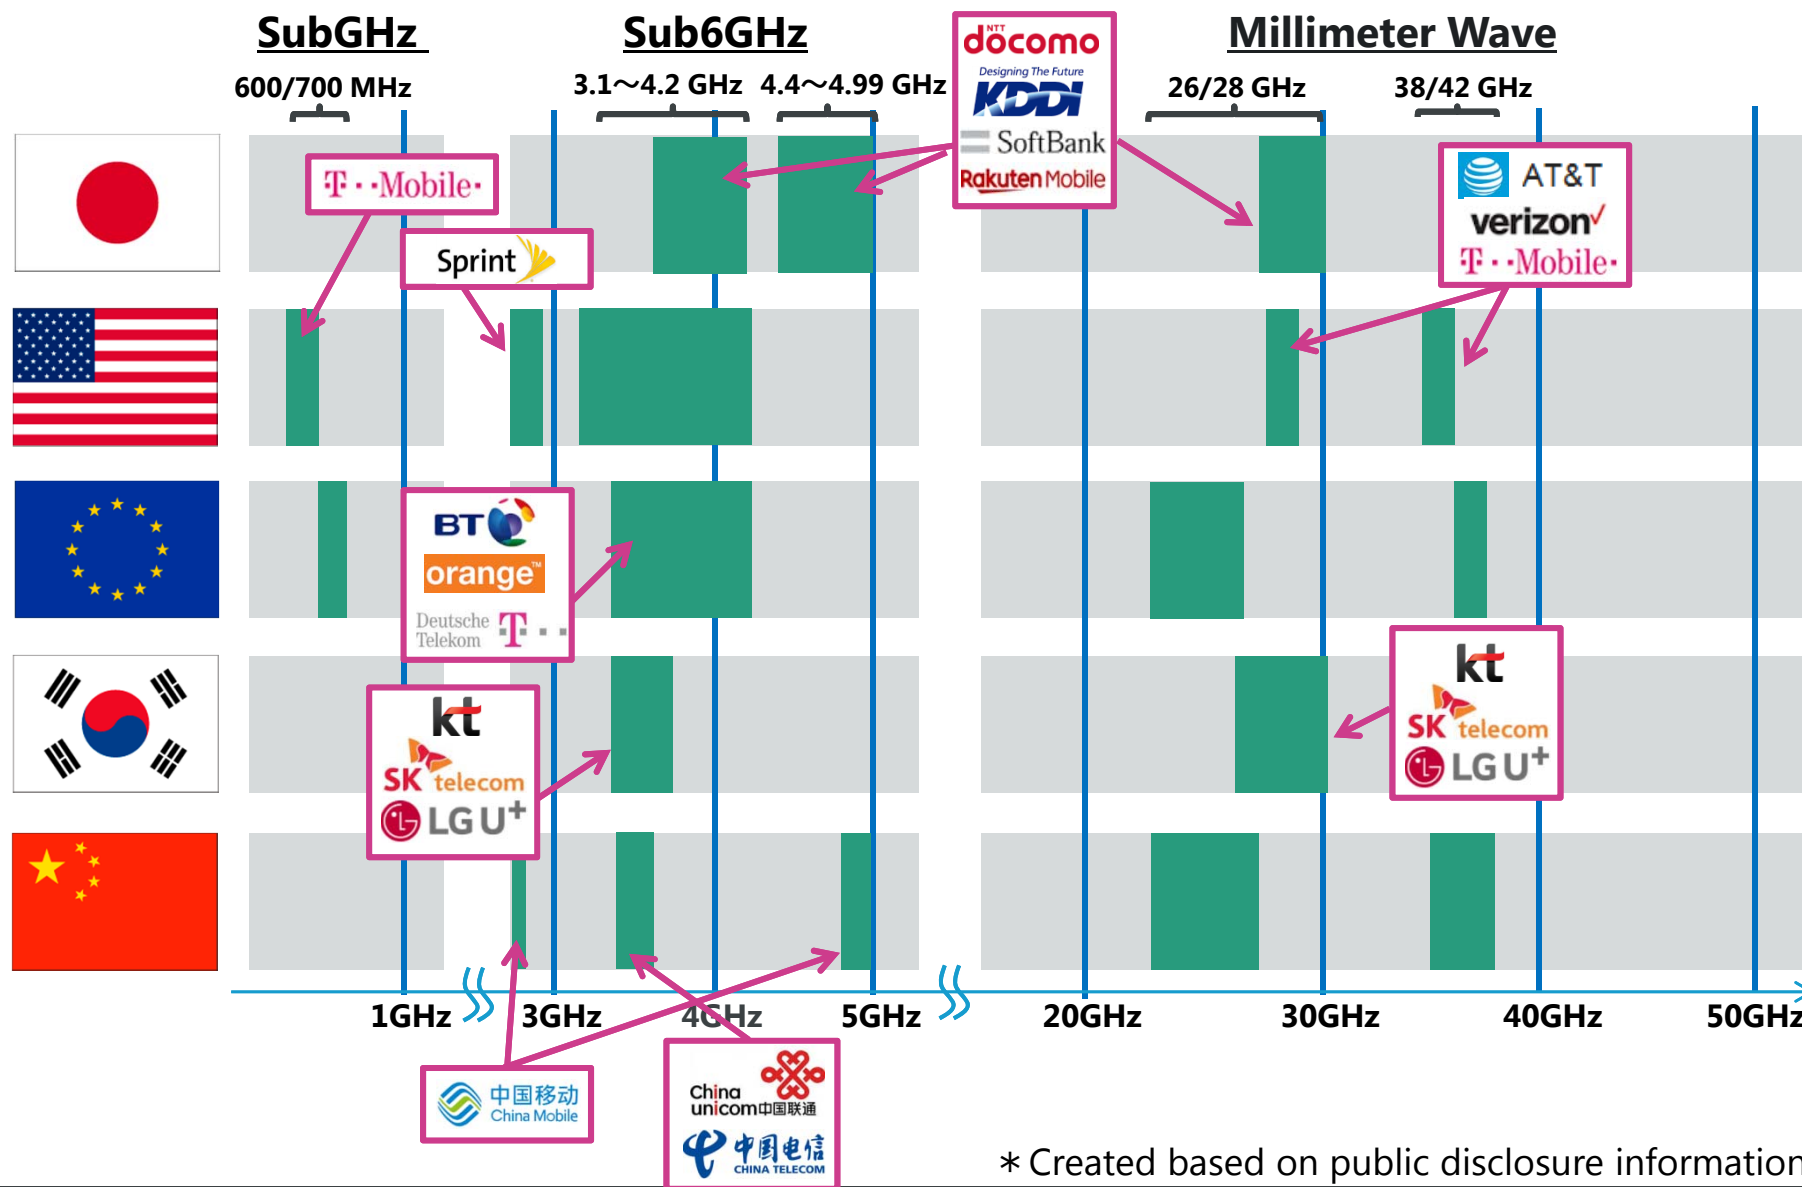 SubGHz
Sub6GHz
Millimeter Wave
600/700 MHz
3.1~4.2 GHz
4.4~4.99 GHz
26/28 GHz
38/42 GHz
NTT
döcomo
Designing The Future
KDDI
SoftBank
Rakuten Mobile
T··Mobile·
Sprint
AT&T
verizon✓
T··Mobile·
BT
orange™
Deutsche
Telekom
T···
kt
SK telecom
LG U+
kt
SK telecom
LG U+
1GHz
3GHz
4GHz
5GHz
20GHz
30GHz
40GHz
50GHz
中国移动
China Mobile
China
unicom中国联通
中国电信
CHINA TELECOM
＊Created based on public disclosure information